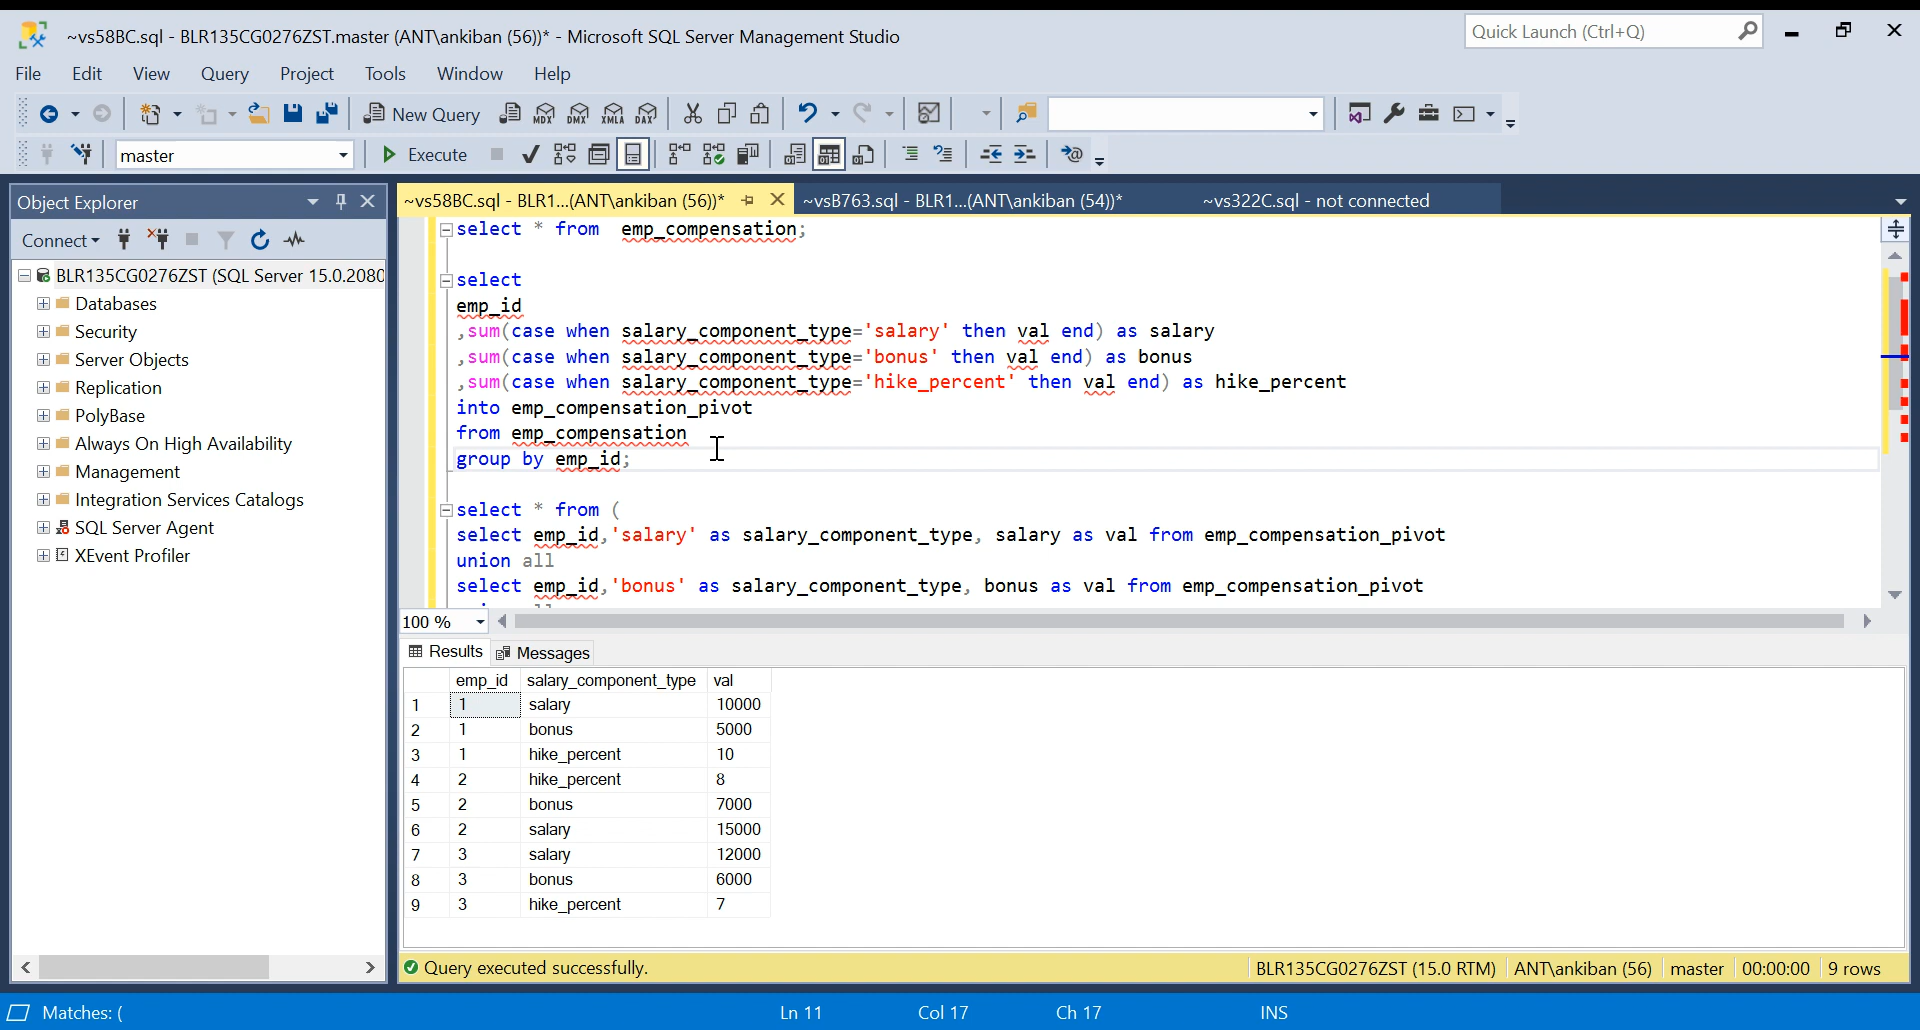 ~vs58BC.sql - BLR135CG0276ZST.master (ANT\ankiban (56))* - Microsoft SQL Server Management Studio
Quick Launch (Ctrl+Q)
File Edit View Query Project Tools Window Help
New Query MDX DMX XMLA DAX
master Execute
Object Explorer
~vs58BC.sql - BLR1...(ANT\ankiban (56))* ~vsB763.sql - BLR1...(ANT\ankiban (54))* ~vs322C.sql - not connected
Connect
BLR135CG0276ZST (SQL Server 15.0.2080
Databases
Security
Server Objects
Replication
PolyBase
Always On High Availability
Management
Integration Services Catalogs
SQL Server Agent
XEvent Profiler
select * from  emp_compensation;
select
emp_id
,sum(case when salary_component_type='salary' then val end) as salary
,sum(case when salary_component_type='bonus' then val end) as bonus
,sum(case when salary_component_type='hike_percent' then val end) as hike_percent
into emp_compensation_pivot
from emp_compensation
group by emp_id;
select * from (
select emp_id,'salary' as salary_component_type, salary as val from emp_compensation_pivot
union all
select emp_id,'bonus' as salary_component_type, bonus as val from emp_compensation_pivot
100 %
Results Messages
emp_id salary_component_type val
1 1 salary 10000
2 1 bonus 5000
3 1 hike_percent 10
4 2 hike_percent 8
5 2 bonus 7000
6 2 salary 15000
7 3 salary 12000
8 3 bonus 6000
9 3 hike_percent 7
Query executed successfully. BLR135CG0276ZST (15.0 RTM) ANT\ankiban (56) master 00:00:00 9 rows
Matches: ( Ln 11 Col 17 Ch 17 INS